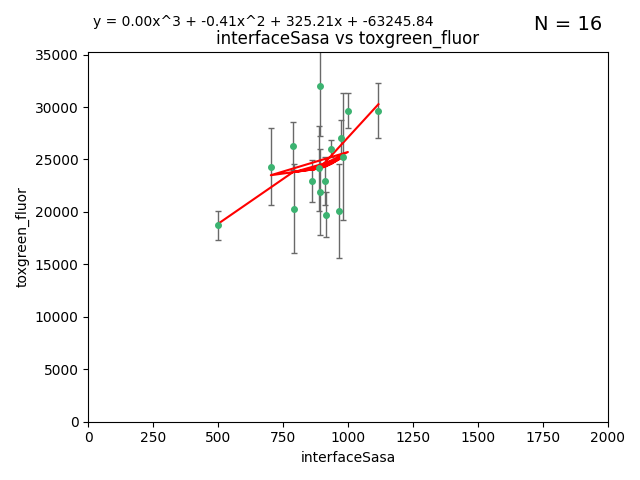 y = 0.00x^3 + -0.41x^2 + 325.21x + -63245.84
N = 16
interfaceSasa vs toxgreen_fluor
35000
30000
25000
20000
15000
10000
5000
0
toxgreen_fluor
0 250 500 750 1000 1250 1500 1750 2000
interfaceSasa